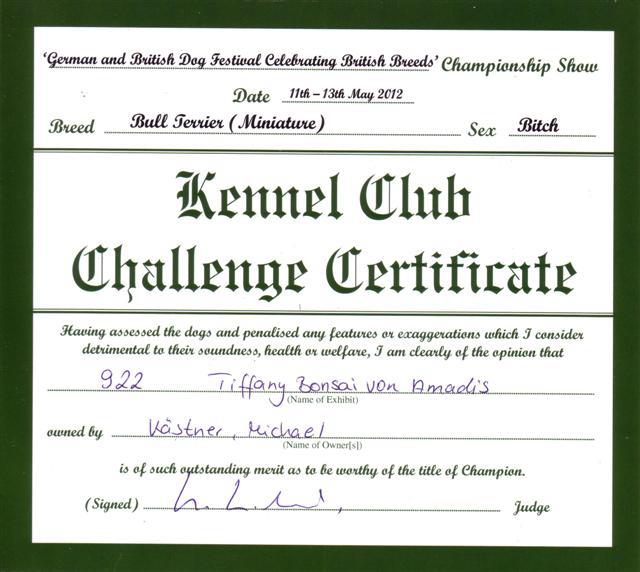 'German and British Dog Festival Celebrating British Breeds' Championship Show
Date 11th – 13th May 2012
Breed Bull Terrier (Miniature) Sex Bitch
Kennel Club
Challenge Certificate
Having assessed the dogs and penalised any features or exaggerations which I consider
detrimental to their soundness, health or welfare, I am clearly of the opinion that
922 Tiffany Bonsai von Amadis
(Name of Exhibit)
owned by Kästner, Michael
(Name of Owner[s])
is of such outstanding merit as to be worthy of the title of Champion.
(Signed) Judge